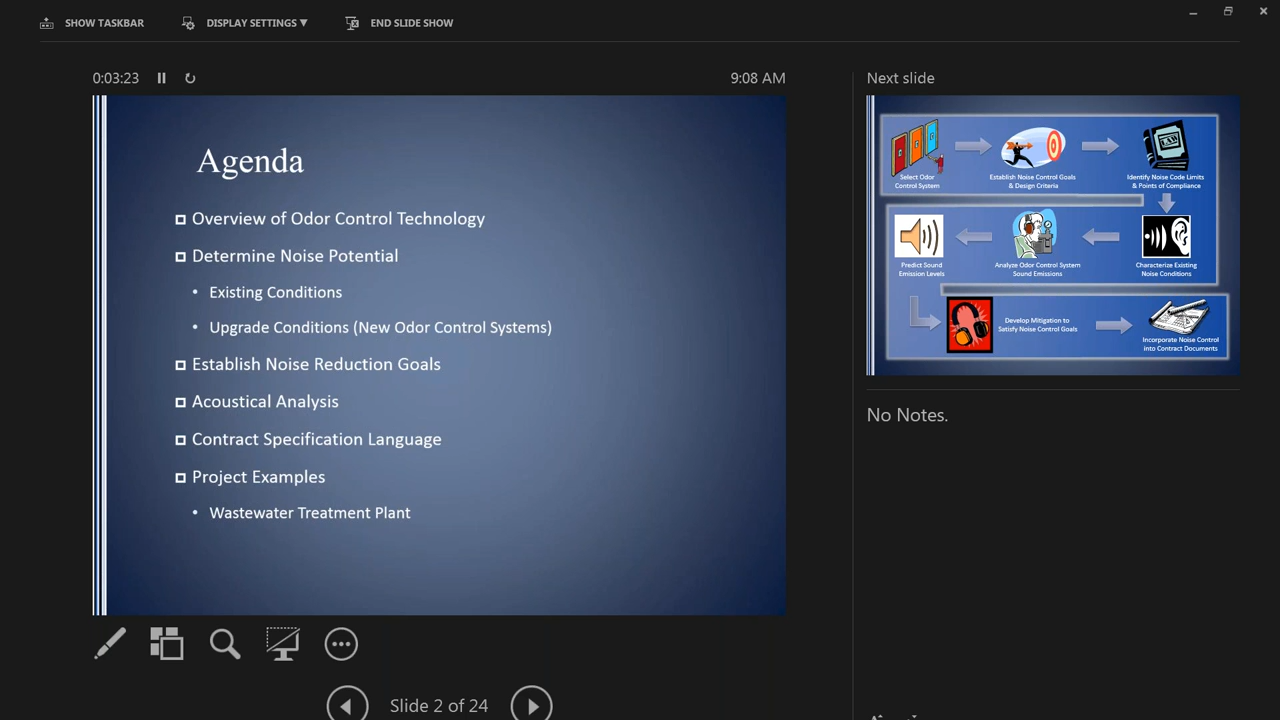 SHOW TASKBAR
DISPLAY SETTINGS ▼
END SLIDE SHOW
0:03:23
9:08 AM
Next slide
Agenda
Overview of Odor Control Technology
Determine Noise Potential
• Existing Conditions
• Upgrade Conditions (New Odor Control Systems)
Establish Noise Reduction Goals
Acoustical Analysis
Contract Specification Language
Project Examples
• Wastewater Treatment Plant
LAW
Select Odor
Control System
Establish Noise Control Goals
& Design Criteria
Identify Noise Code Limits
& Points of Compliance
Predict Sound
Emission Levels
Analyze Odor Control System
Sound Emissions
Characterize Existing
Noise Conditions
Develop Mitigation to
Satisfy Noise Control Goals
Incorporate Noise Control
into Contract Documents
No Notes.
Slide 2 of 24